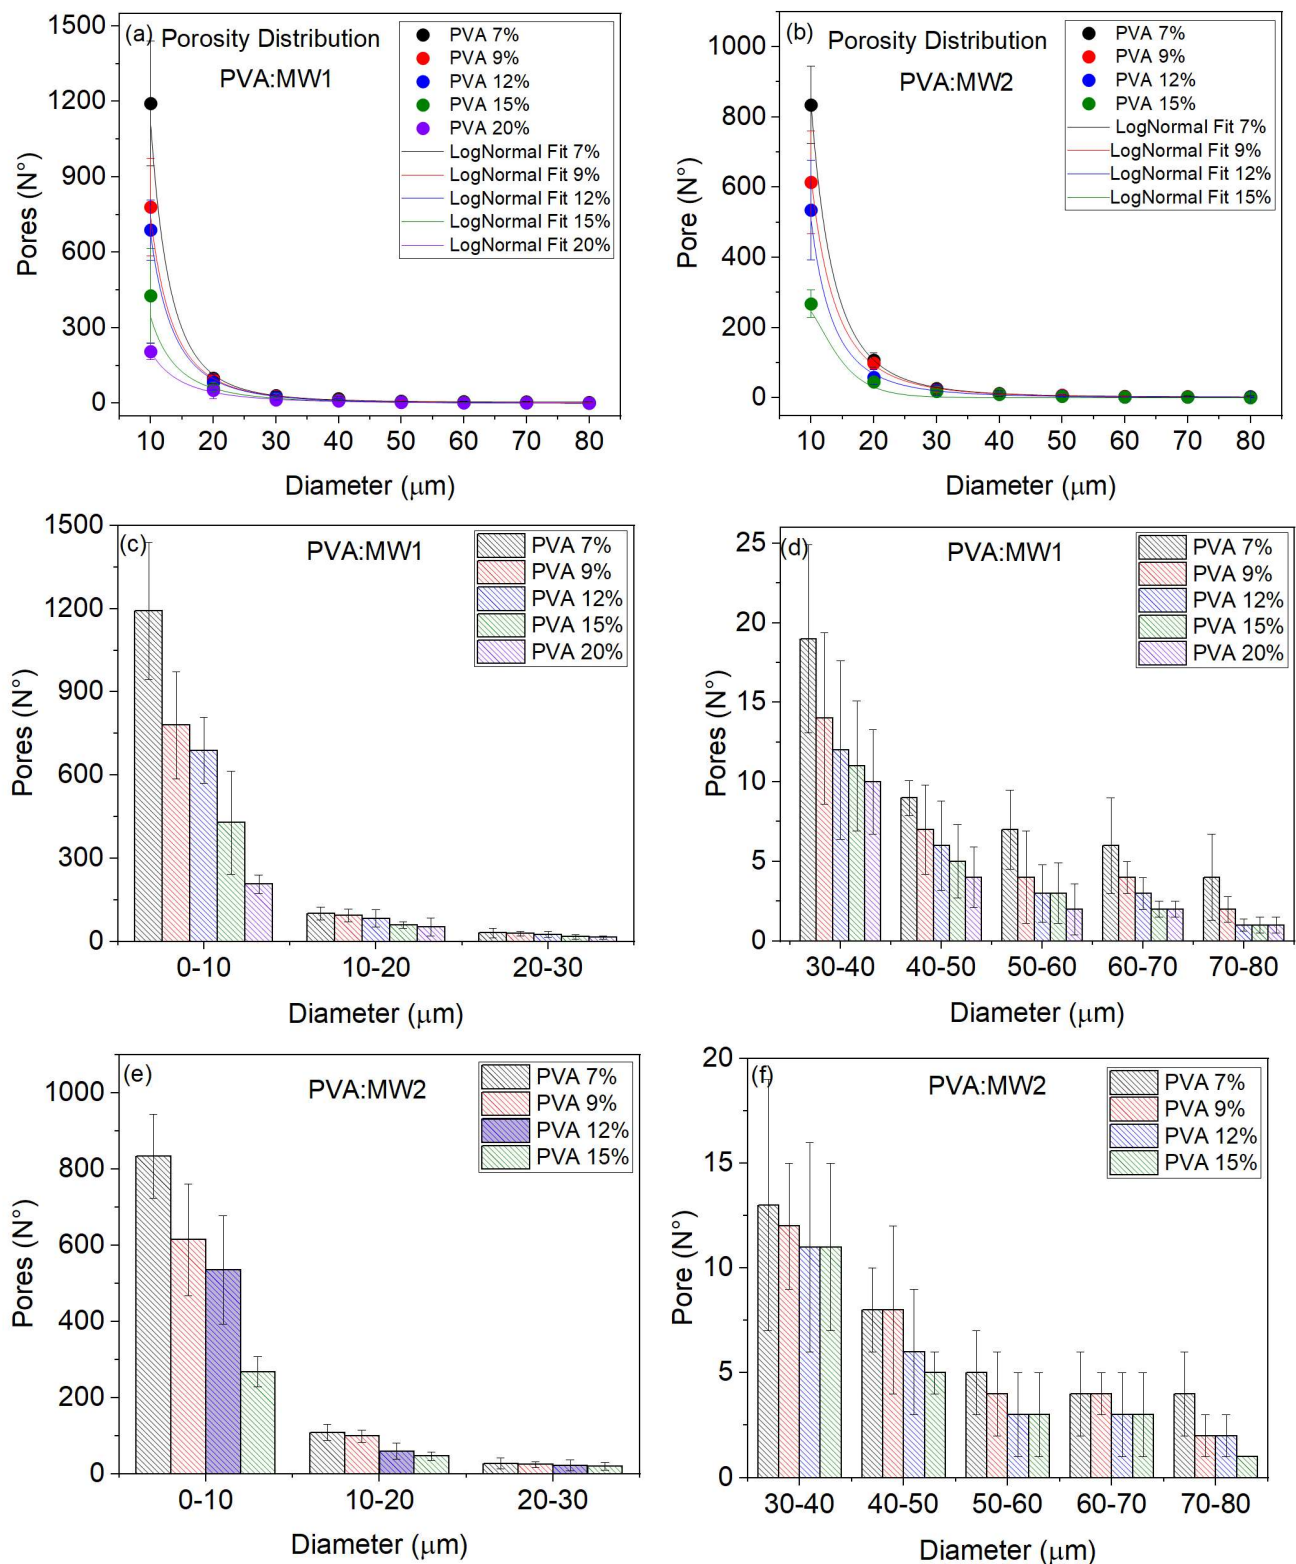 (a)
Porosity Distribution
PVA:MW1
PVA 7%
PVA 9%
PVA 12%
PVA 15%
PVA 20%
LogNormal Fit 7%
LogNormal Fit 9%
LogNormal Fit 12%
LogNormal Fit 15%
LogNormal Fit 20%
1500
1200
900
600
300
0
Pores (N°)
10 20 30 40 50 60 70 80
Diameter (μm)
(b)
Porosity Distribution
PVA:MW2
PVA 7%
PVA 9%
PVA 12%
PVA 15%
LogNormal Fit 7%
LogNormal Fit 9%
LogNormal Fit 12%
LogNormal Fit 15%
1000
800
600
400
200
0
Pore (N°)
10 20 30 40 50 60 70 80
Diameter (μm)
(c)
PVA:MW1
PVA 7%
PVA 9%
PVA 12%
PVA 15%
PVA 20%
1500
1200
900
600
300
0
Pores (N°)
0-10 10-20 20-30
Diameter (μm)
(d)
PVA:MW1
PVA 7%
PVA 9%
PVA 12%
PVA 15%
PVA 20%
25
20
15
10
5
0
Pores (N°)
30-40 40-50 50-60 60-70 70-80
Diameter (μm)
(e)
PVA:MW2
PVA 7%
PVA 9%
PVA 12%
PVA 15%
1000
800
600
400
200
0
Pores (N°)
0-10 10-20 20-30
Diameter (μm)
(f)
PVA:MW2
PVA 7%
PVA 9%
PVA 12%
PVA 15%
20
15
10
5
0
Pore (N°)
30-40 40-50 50-60 60-70 70-80
Diameter (μm)